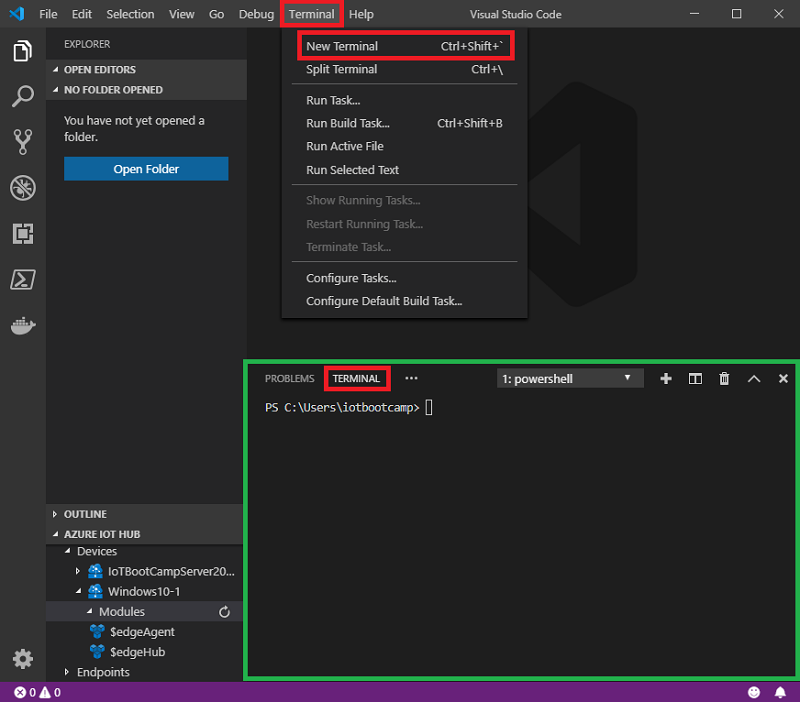 File Edit Selection View Go Debug Terminal Help Visual Studio Code
EXPLORER
OPEN EDITORS
NO FOLDER OPENED
You have not yet opened a
folder.
Open Folder
New Terminal Ctrl+Shift+`
Split Terminal Ctrl+\
Run Task...
Run Build Task... Ctrl+Shift+B
Run Active File
Run Selected Text
Show Running Tasks...
Restart Running Task...
Terminate Task...
Configure Tasks...
Configure Default Build Task...
PROBLEMS TERMINAL ... 1: powershell
PS C:\Users\iotbootcamp>
OUTLINE
AZURE IOT HUB
Devices
IoTBootCampServer20...
Windows10-1
Modules
$edgeAgent
$edgeHub
Endpoints
0 0